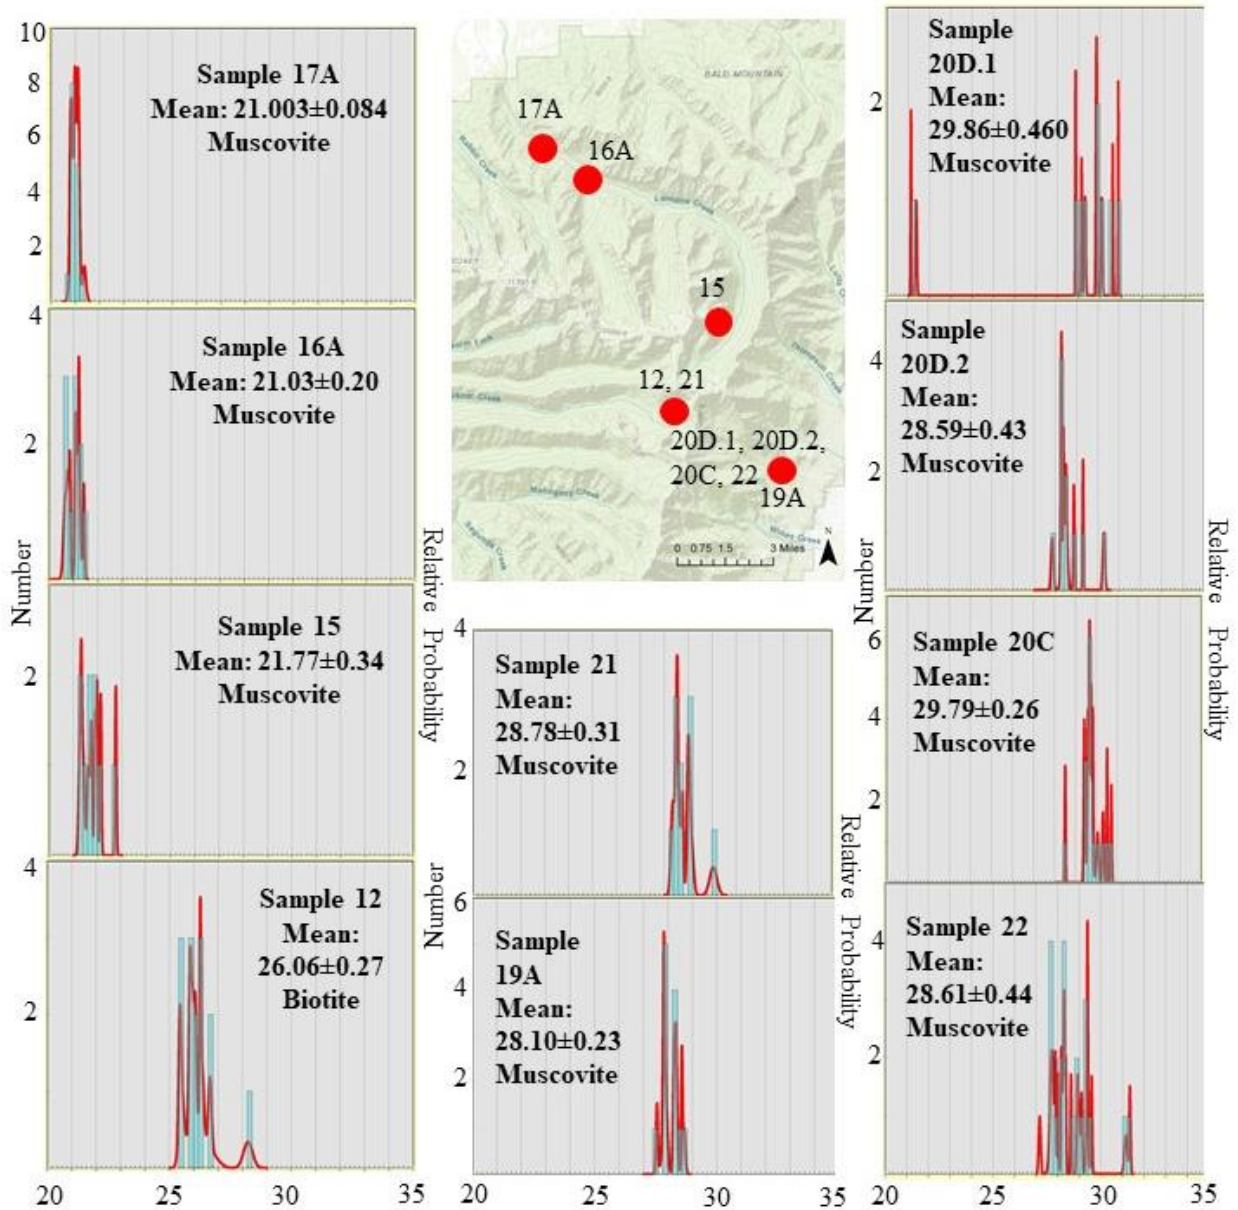 10
8
6
4
2
Sample 17A
Mean: 21.003±0.084
Muscovite
4
2
Sample 16A
Mean: 21.03±0.20
Muscovite
Number
Relative Probability
2
Sample 15
Mean: 21.77±0.34
Muscovite
4
2
Sample 12
Mean:
26.06±0.27
Biotite
20 25 30 35
BALD MOUNTAIN
17A
16A
15
12, 21
20D.1, 20D.2,
20C, 22
19A
Mahogany Creek
0 0.75 1.5 3 Miles
N
4
2
Sample 21
Mean:
28.78±0.31
Muscovite
Number
Relative Probability
6
4
2
Sample
19A
Mean:
28.10±0.23
Muscovite
20 25 30 35
2
Sample
20D.1
Mean:
29.86±0.460
Muscovite
4
2
Sample
20D.2
Mean:
28.59±0.43
Muscovite
Number
Relative Probability
6
4
2
Sample 20C
Mean:
29.79±0.26
Muscovite
4
2
Sample 22
Mean:
28.61±0.44
Muscovite
20 25 30 35